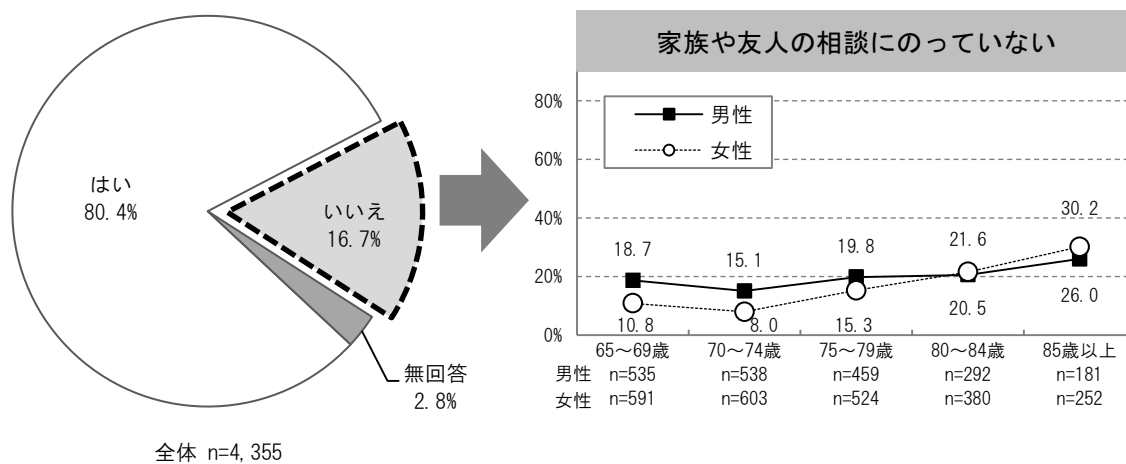 はい
80.4%
いいえ
16.7%
無回答
2.8%
全体 n=4,355
家族や友人の相談にのっていない
80%
60%
40%
20%
0%
男性
女性
18.7
15.1
19.8
21.6
30.2
10.8
8.0
15.3
20.5
26.0
65～69歳 70～74歳 75～79歳 80～84歳 85歳以上
男性 n=535 n=538 n=459 n=292 n=181
女性 n=591 n=603 n=524 n=380 n=252